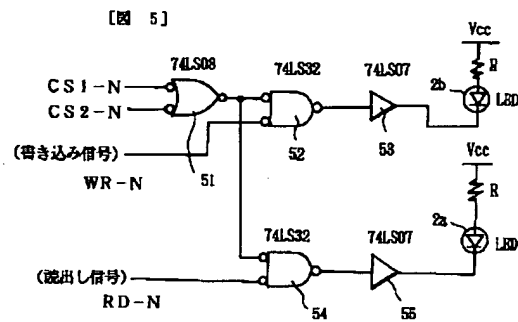 [図 5]
Vcc
74LS08
74LS32
74LS07
R
2b
LED
CS1-N
CS2-N
(書き込み信号)
WR-N
51
52
53
Vcc
R
74LS32
74LS07
2a
LED
(読出し信号)
RD-N
54
55